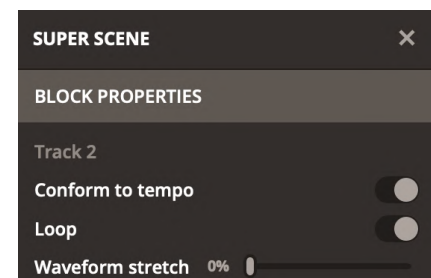 SUPER SCENE
BLOCK PROPERTIES
Track 2
Conform to tempo
Loop
Waveform stretch 0%